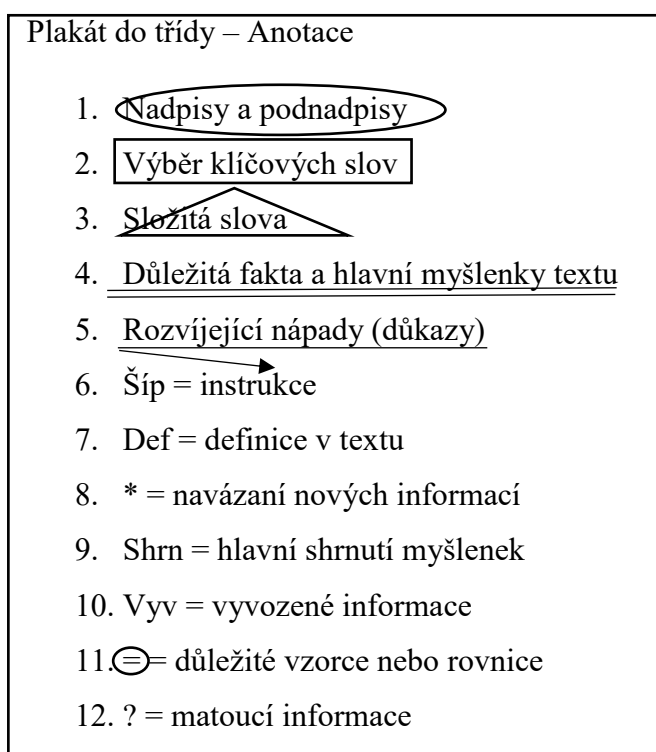 Plakát do třídy – Anotace
1. Nadpisy a podnadpisy
2. Výběr klíčových slov
3. Složitá slova
4. Důležitá fakta a hlavní myšlenky textu
5. Rozvíjející nápady (důkazy)
6. Šíp = instrukce
7. Def = definice v textu
8. * = navázaní nových informací
9. Shrn = hlavní shrnutí myšlenek
10. Vyv = vyvozené informace
11. = = důležité vzorce nebo rovnice
12. ? = matoucí informace